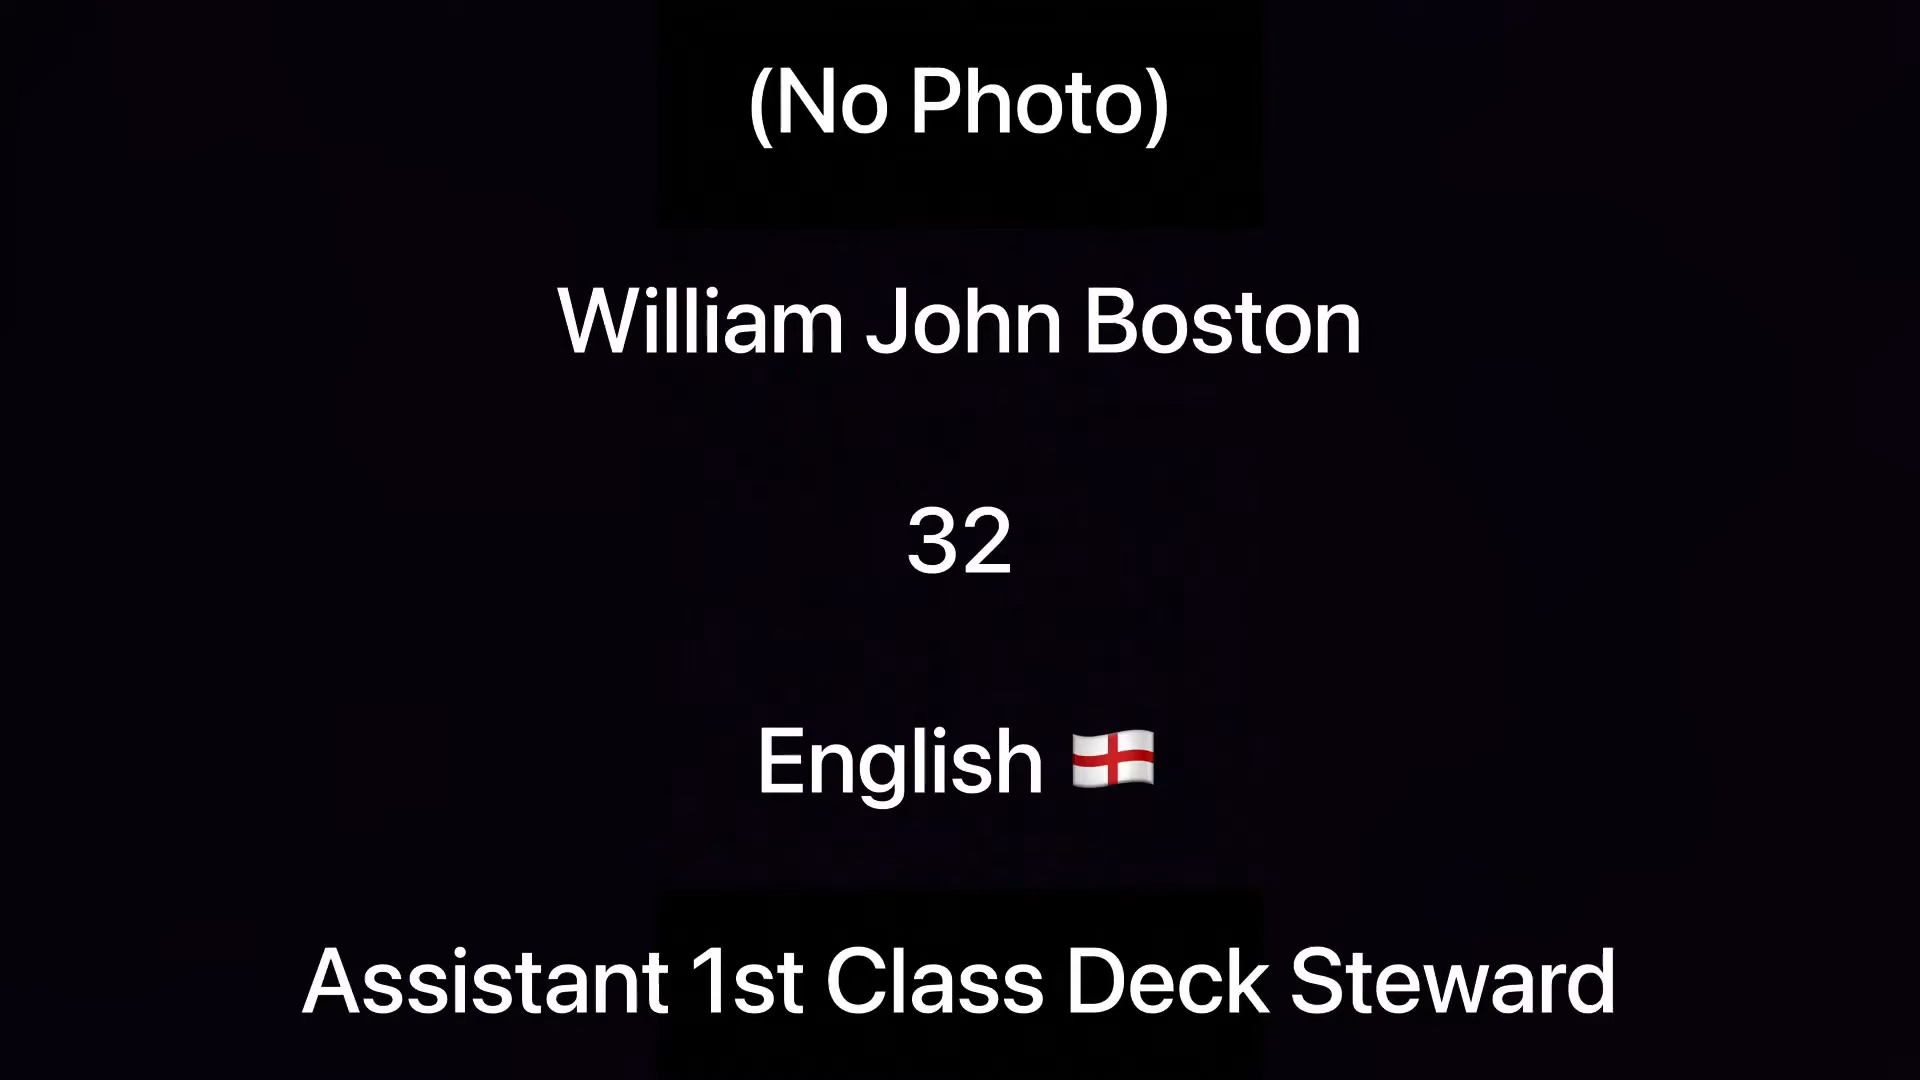 (No Photo)
William John Boston
32
English 🏴󠁧󠁢󠁥󠁮󠁧󠁿
Assistant 1st Class Deck Steward